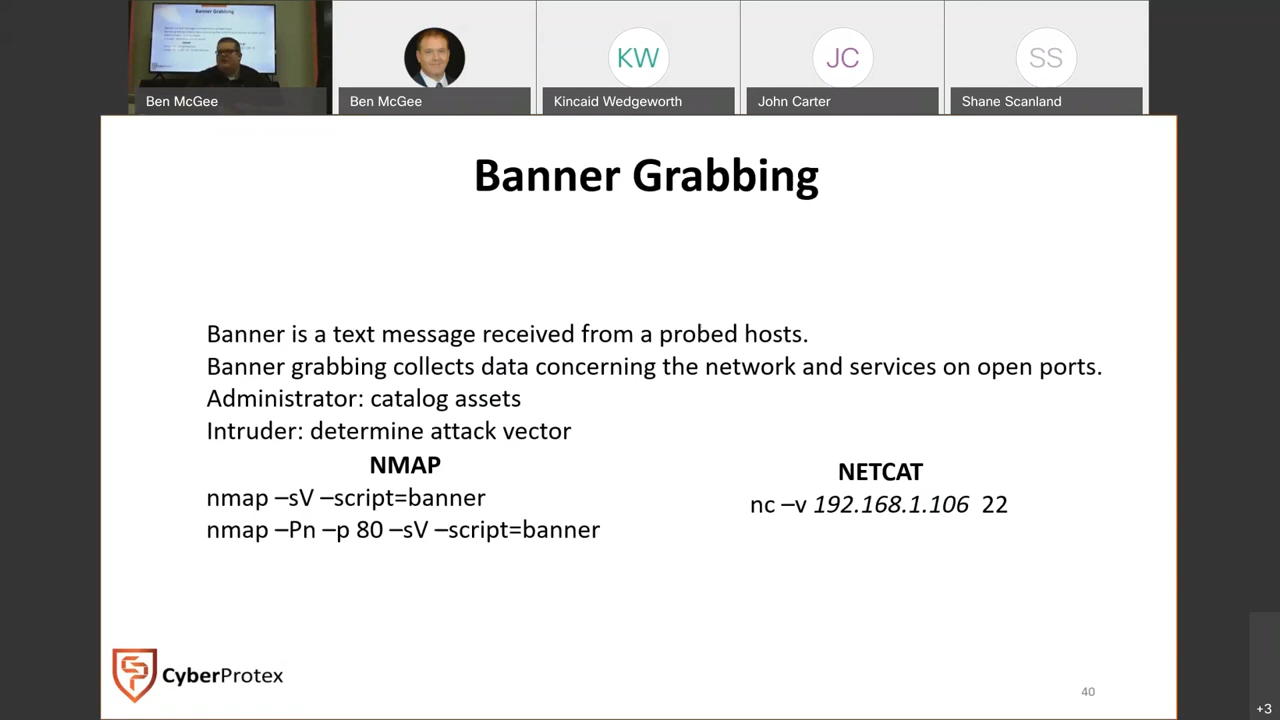 Banner Grabbing
Ben McGee
Ben McGee
KW
Kincaid Wedgeworth
JC
John Carter
SS
Shane Scanland
Banner Grabbing
Banner is a text message received from a probed hosts.
Banner grabbing collects data concerning the network and services on open ports.
Administrator: catalog assets
Intruder: determine attack vector
NMAP
nmap –sV –script=banner
nmap –Pn –p 80 –sV –script=banner
NETCAT
nc –v 192.168.1.106 22
CyberProtex
40
+3